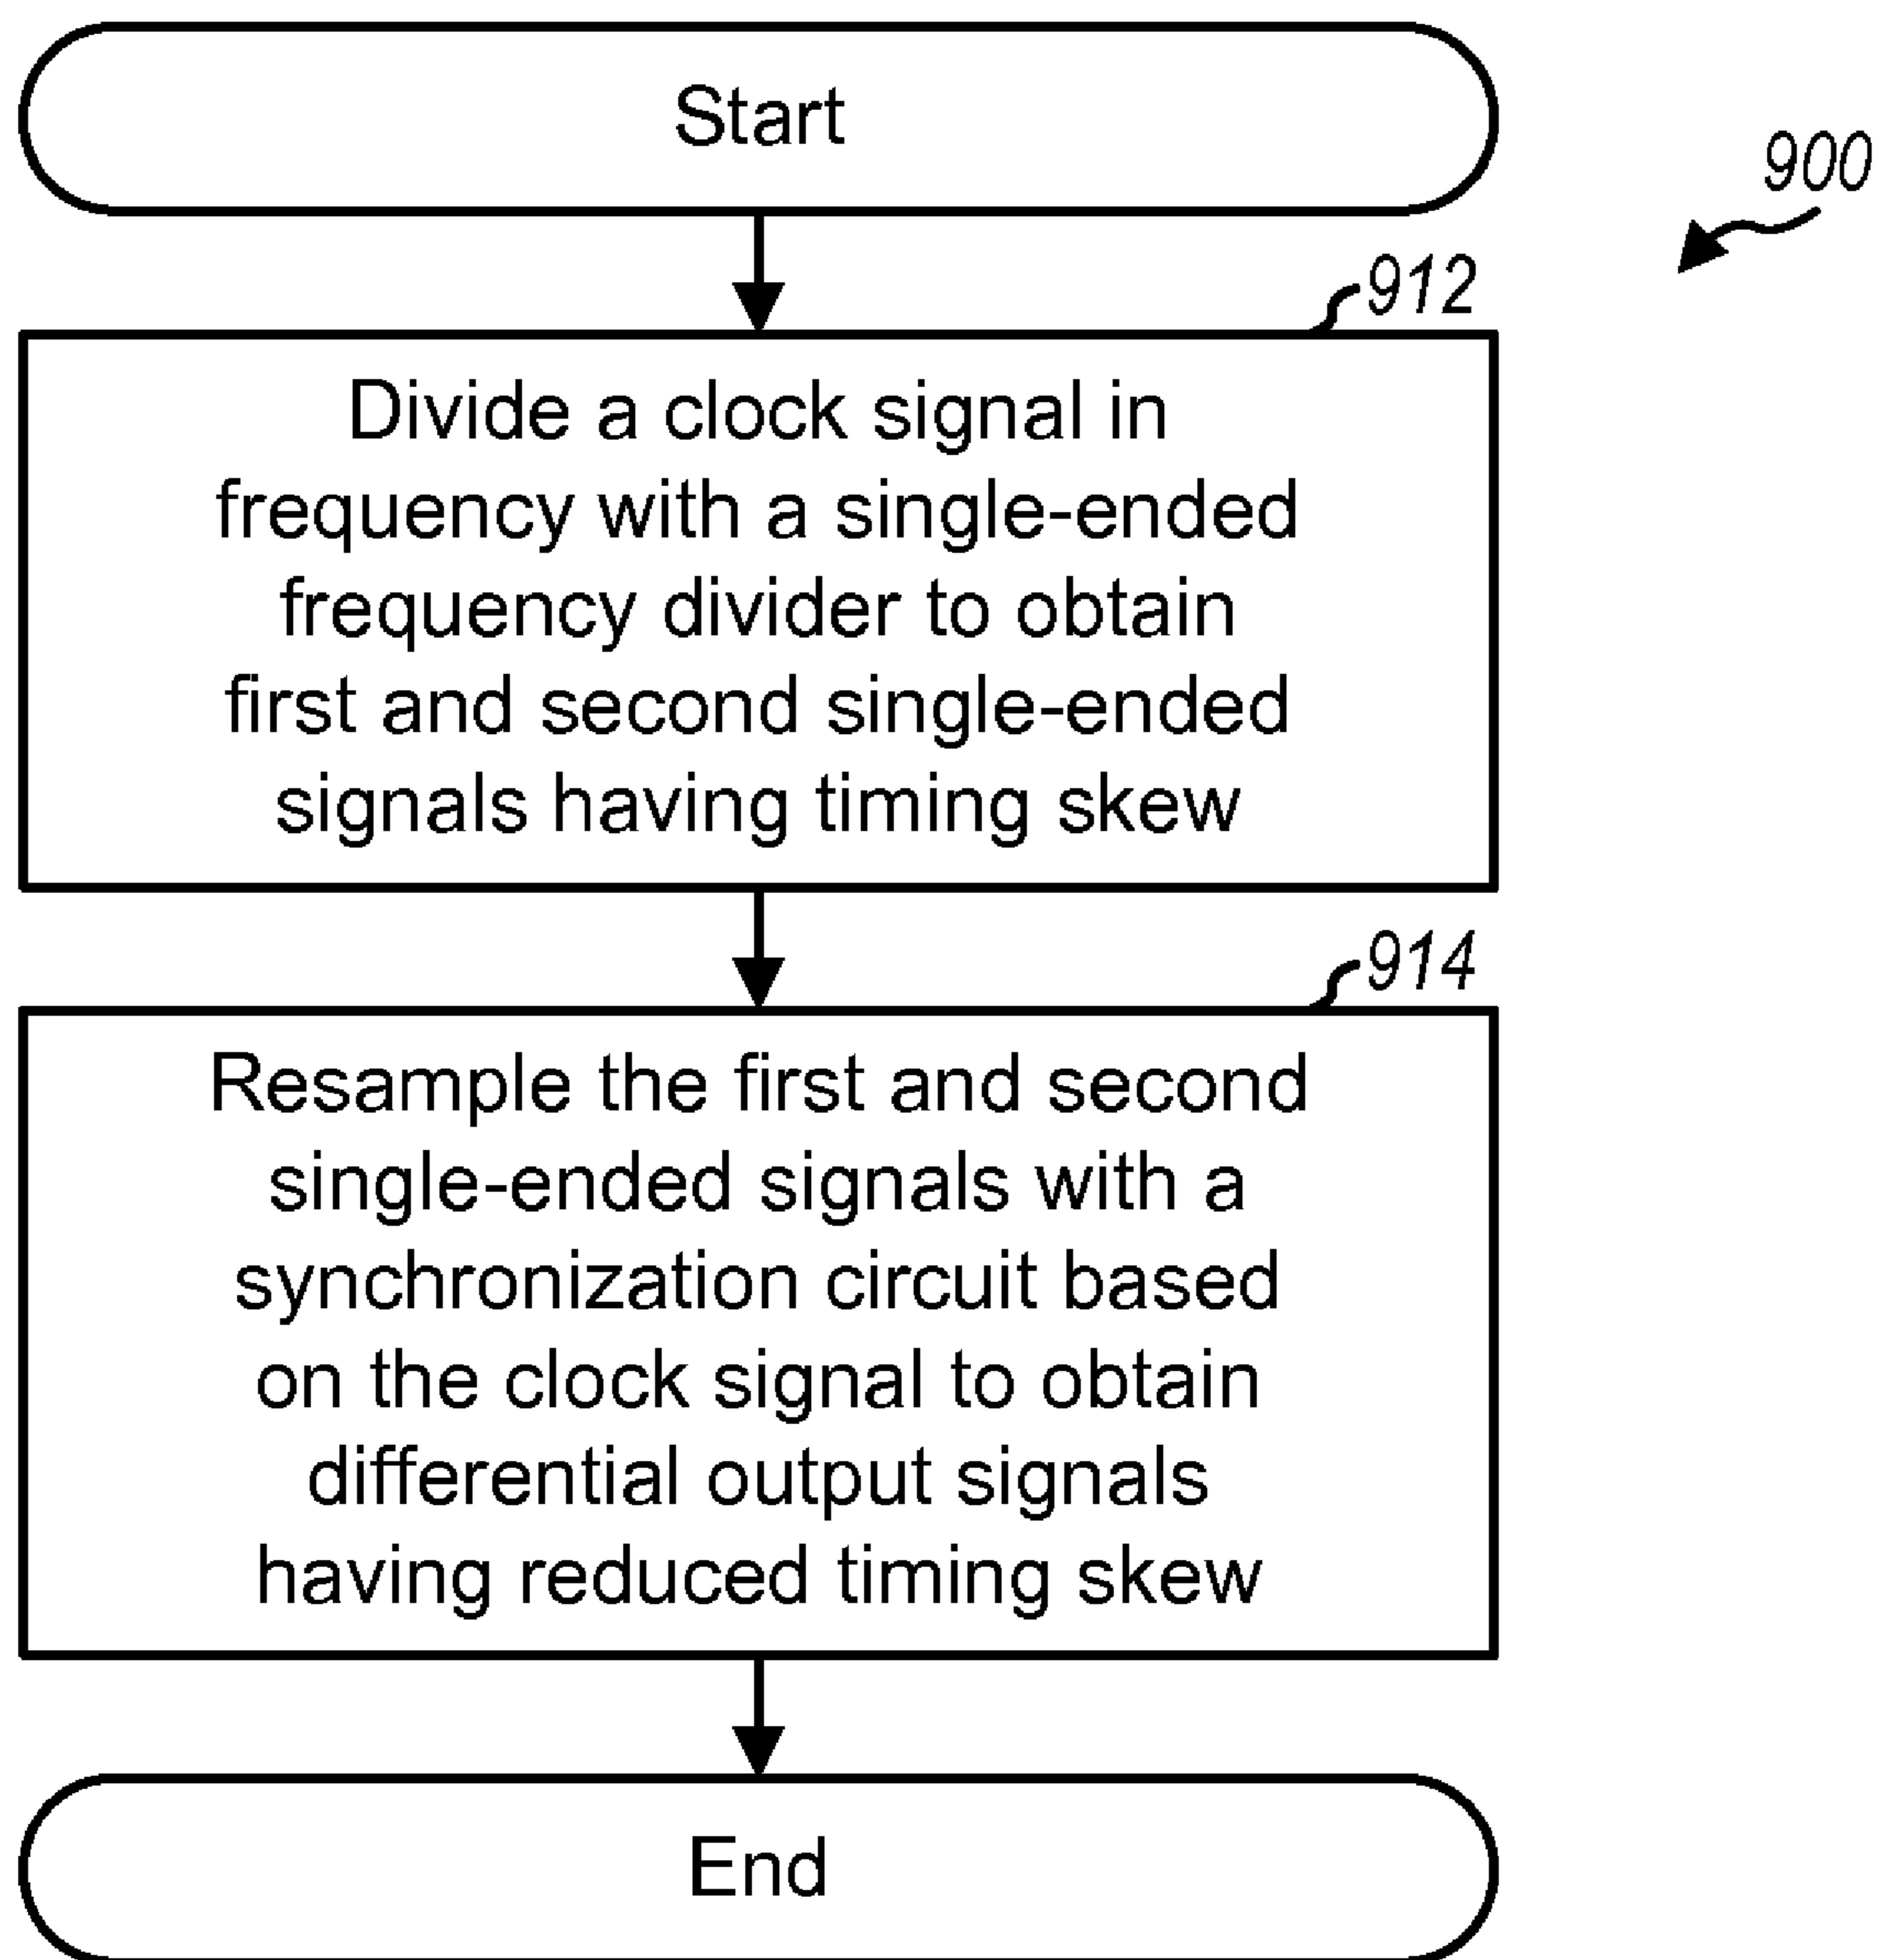 Start
900
912
Divide a clock signal in
frequency with a single-ended
frequency divider to obtain
first and second single-ended
signals having timing skew
914
Resample the first and second
single-ended signals with a
synchronization circuit based
on the clock signal to obtain
differential output signals
having reduced timing skew
End